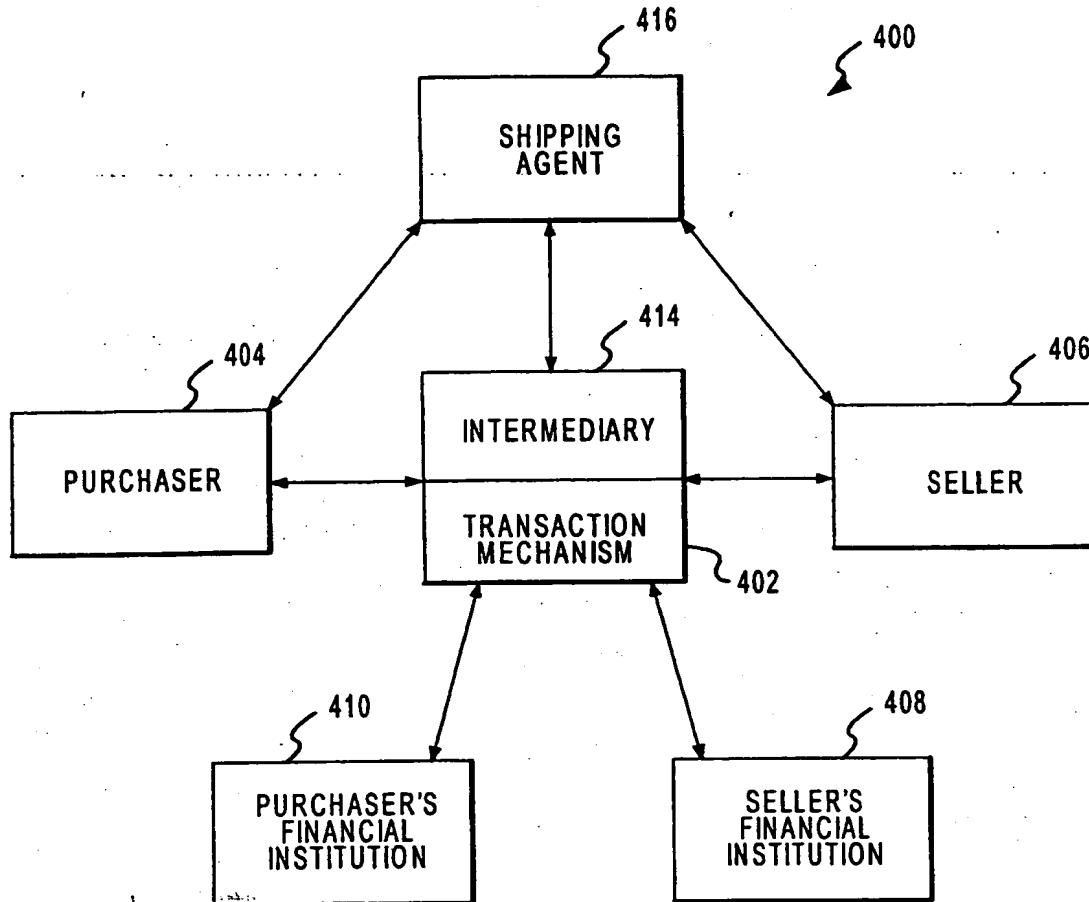 416
400
SHIPPING
AGENT
414
404
406
INTERMEDIARY
PURCHASER
SELLER
TRANSACTION
MECHANISM
402
410
408
PURCHASER'S
FINANCIAL
INSTITUTION
SELLER'S
FINANCIAL
INSTITUTION